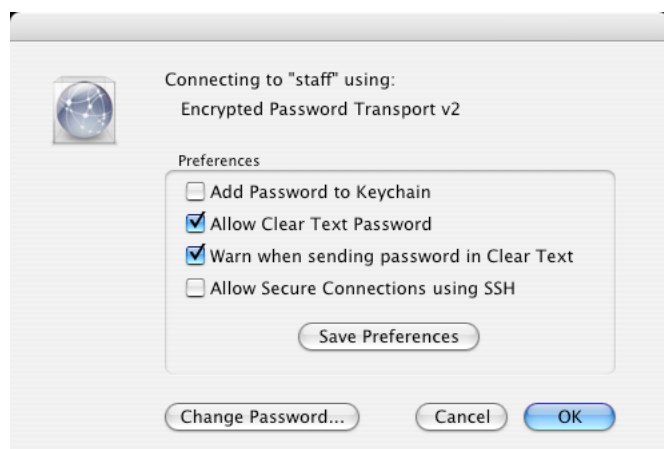 Connecting to "staff" using:
Encrypted Password Transport v2
Preferences
Add Password to Keychain
Allow Clear Text Password
Warn when sending password in Clear Text
Allow Secure Connections using SSH
Save Preferences
Change Password... Cancel OK